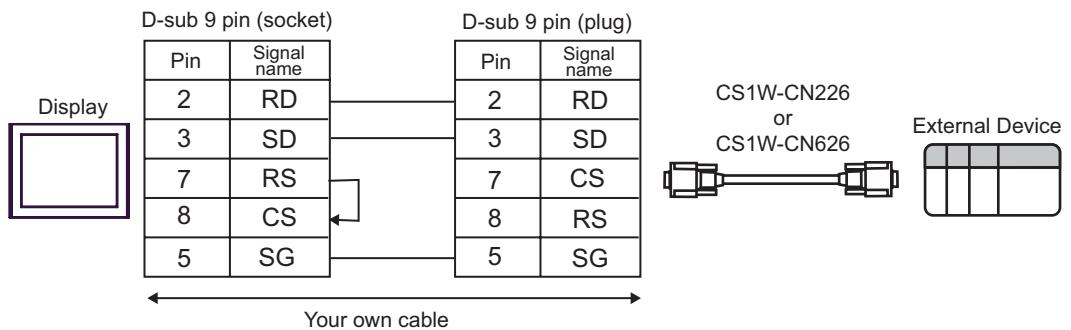 D-sub 9 pin (socket)
D-sub 9 pin (plug)
Pin Signal name Pin Signal name
2 RD 2 RD
3 SD 3 SD
7 RS 7 CS
8 CS 8 RS
5 SG 5 SG
Display
CS1W-CN226
or
CS1W-CN626
External Device
Your own cable